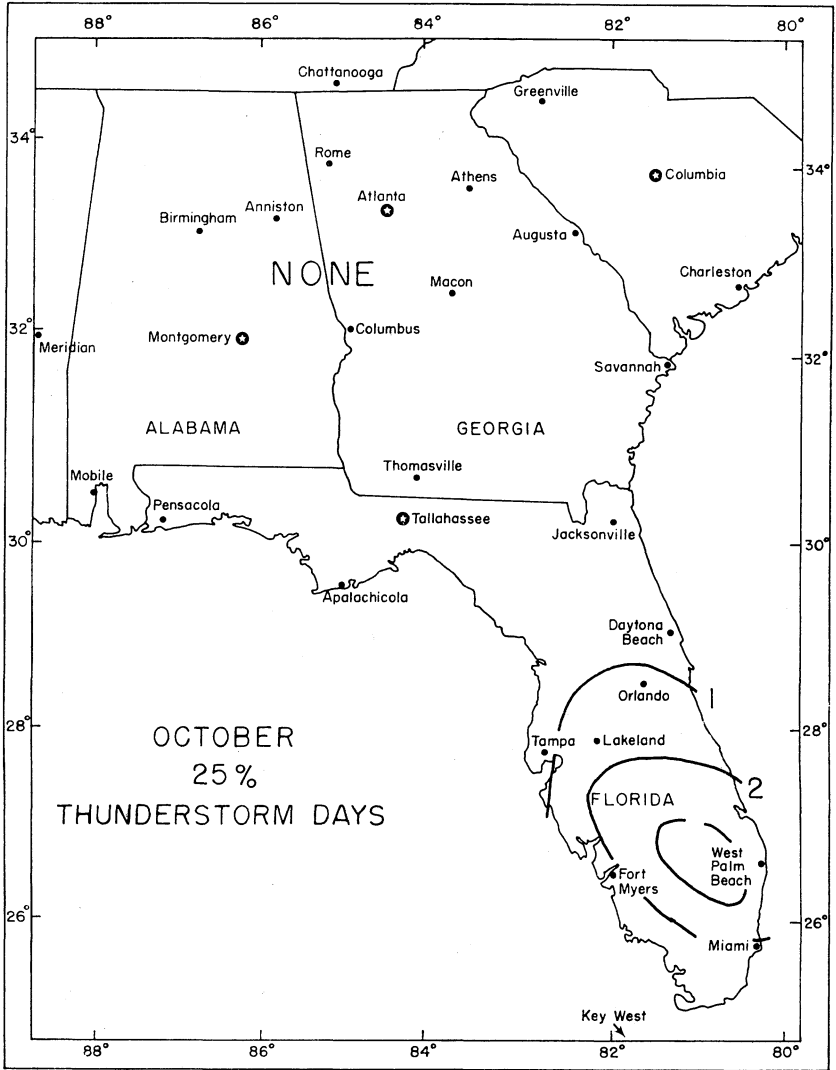 88°
86°
84°
82°
80°
Chattanooga
Greenville
34°
34°
Rome
Athens
Columbia
Atlanta
Anniston
Birmingham
Augusta
NONE
Charleston
Macon
32°
32°
Montgomery
Columbus
Meridian
Savannah
ALABAMA
GEORGIA
Thomasville
Mobile
Pensacola
Tallahassee
Jacksonville
30°
30°
Apalachicola
Daytona
Beach
Orlando
1
28°
28°
OCTOBER
25%
THUNDERSTORM DAYS
Tampa
Lakeland
2
FLORIDA
West
Palm
Beach
Fort
Myers
26°
26°
Miami
Key West
88°
86°
84°
82°
80°